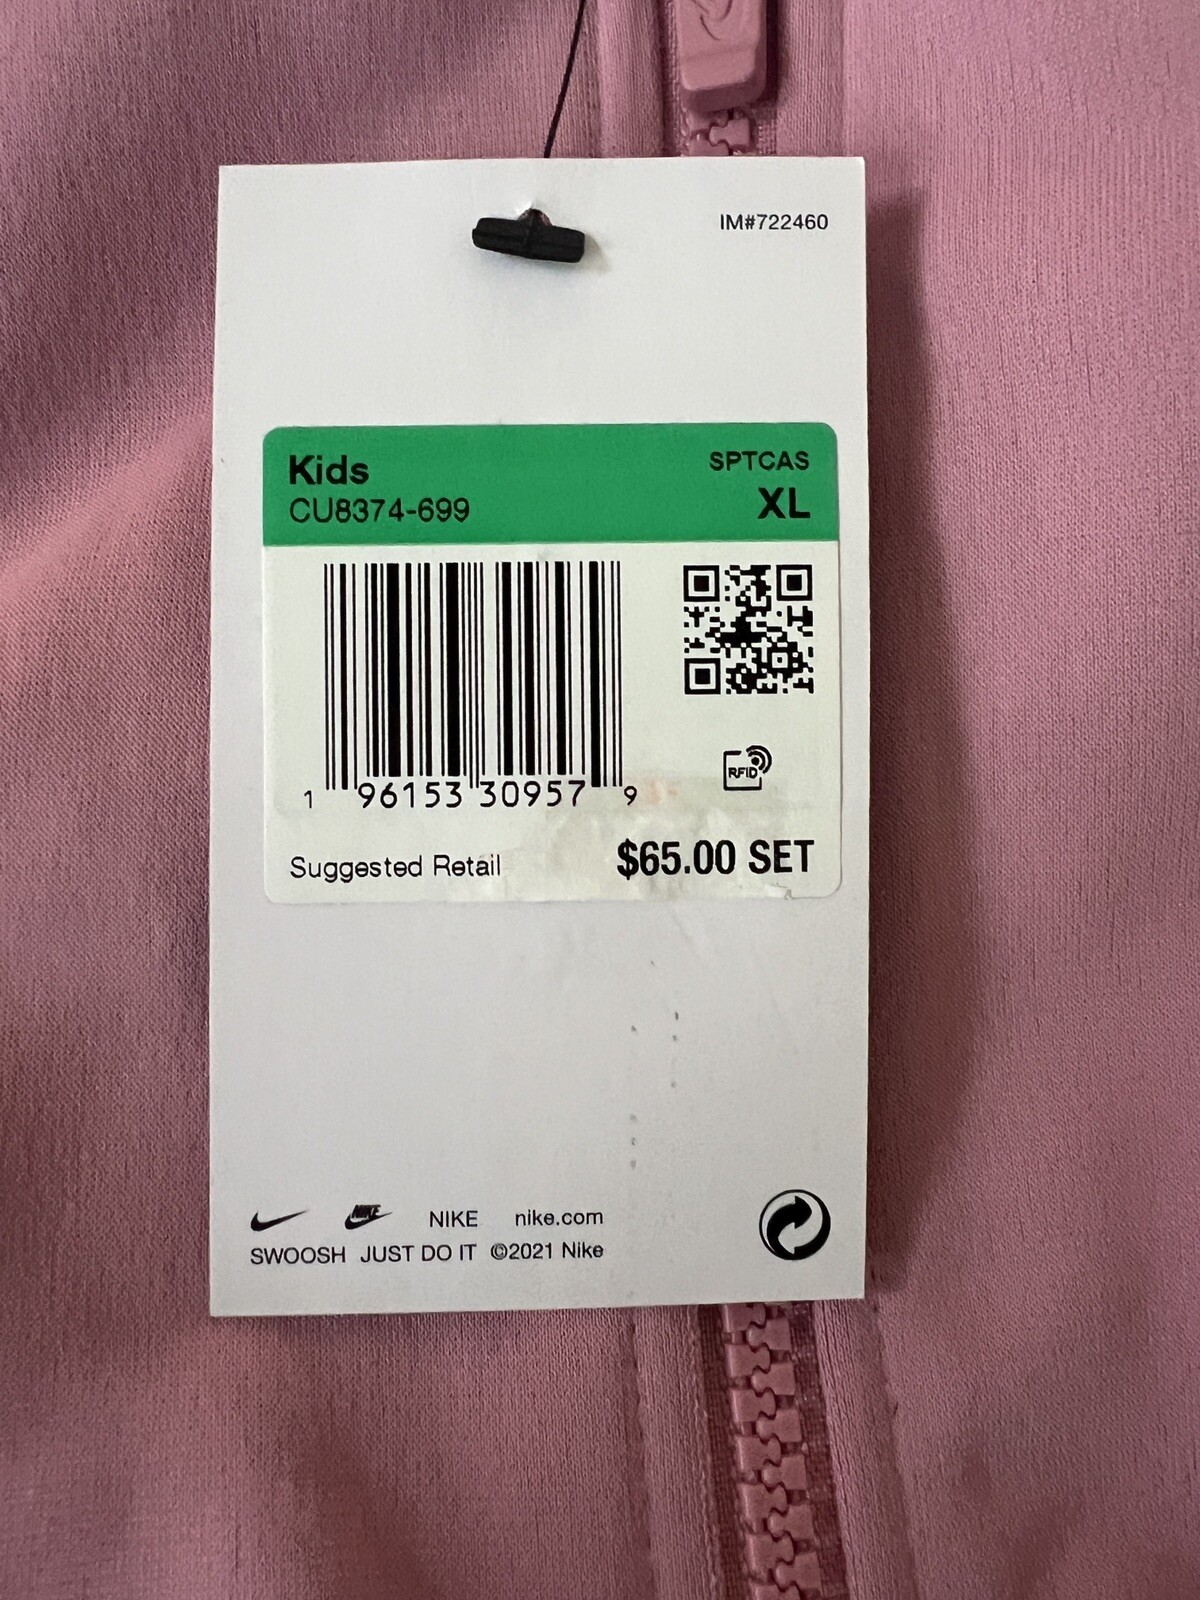 IM#722460
Kids
SPTCAS
CU8374-699
XL
1 96153 30957 9
RFID
Suggested Retail
$65.00 SET
NIKE NIKE nike.com
SWOOSH JUST DO IT ©2021 Nike